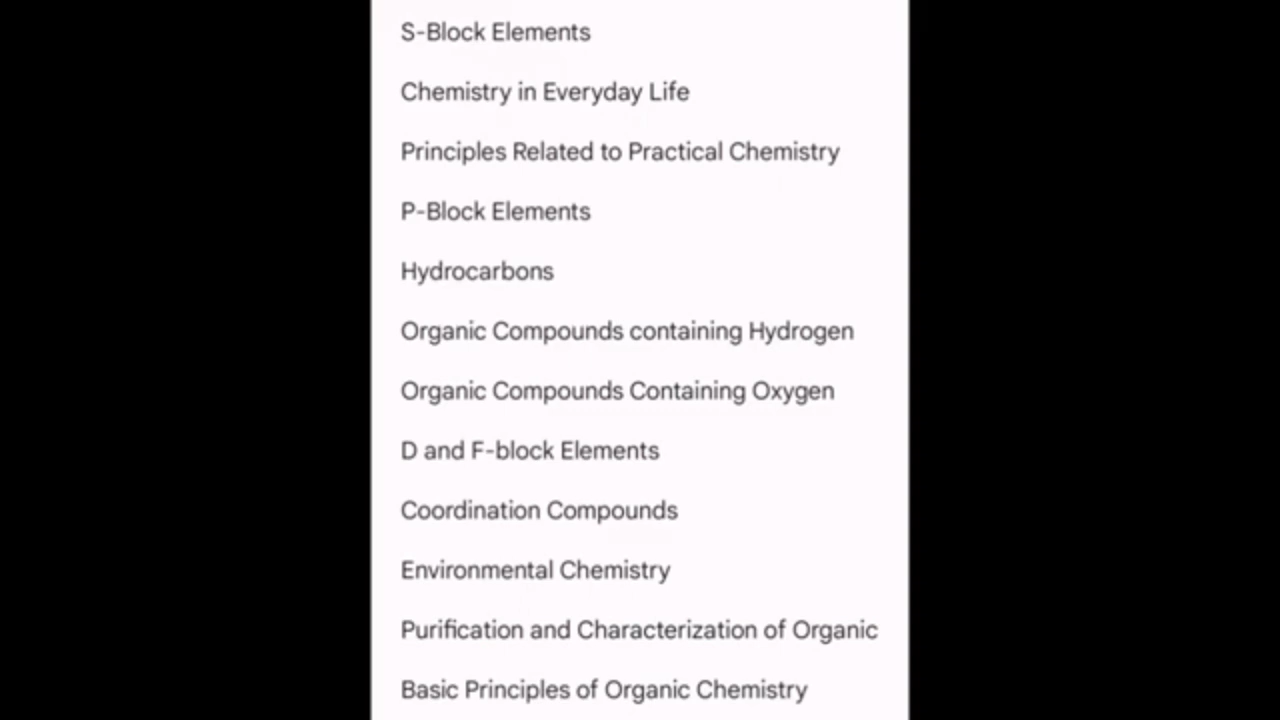 S-Block Elements
Chemistry in Everyday Life
Principles Related to Practical Chemistry
P-Block Elements
Hydrocarbons
Organic Compounds containing Hydrogen
Organic Compounds Containing Oxygen
D and F-block Elements
Coordination Compounds
Environmental Chemistry
Purification and Characterization of Organic
Basic Principles of Organic Chemistry